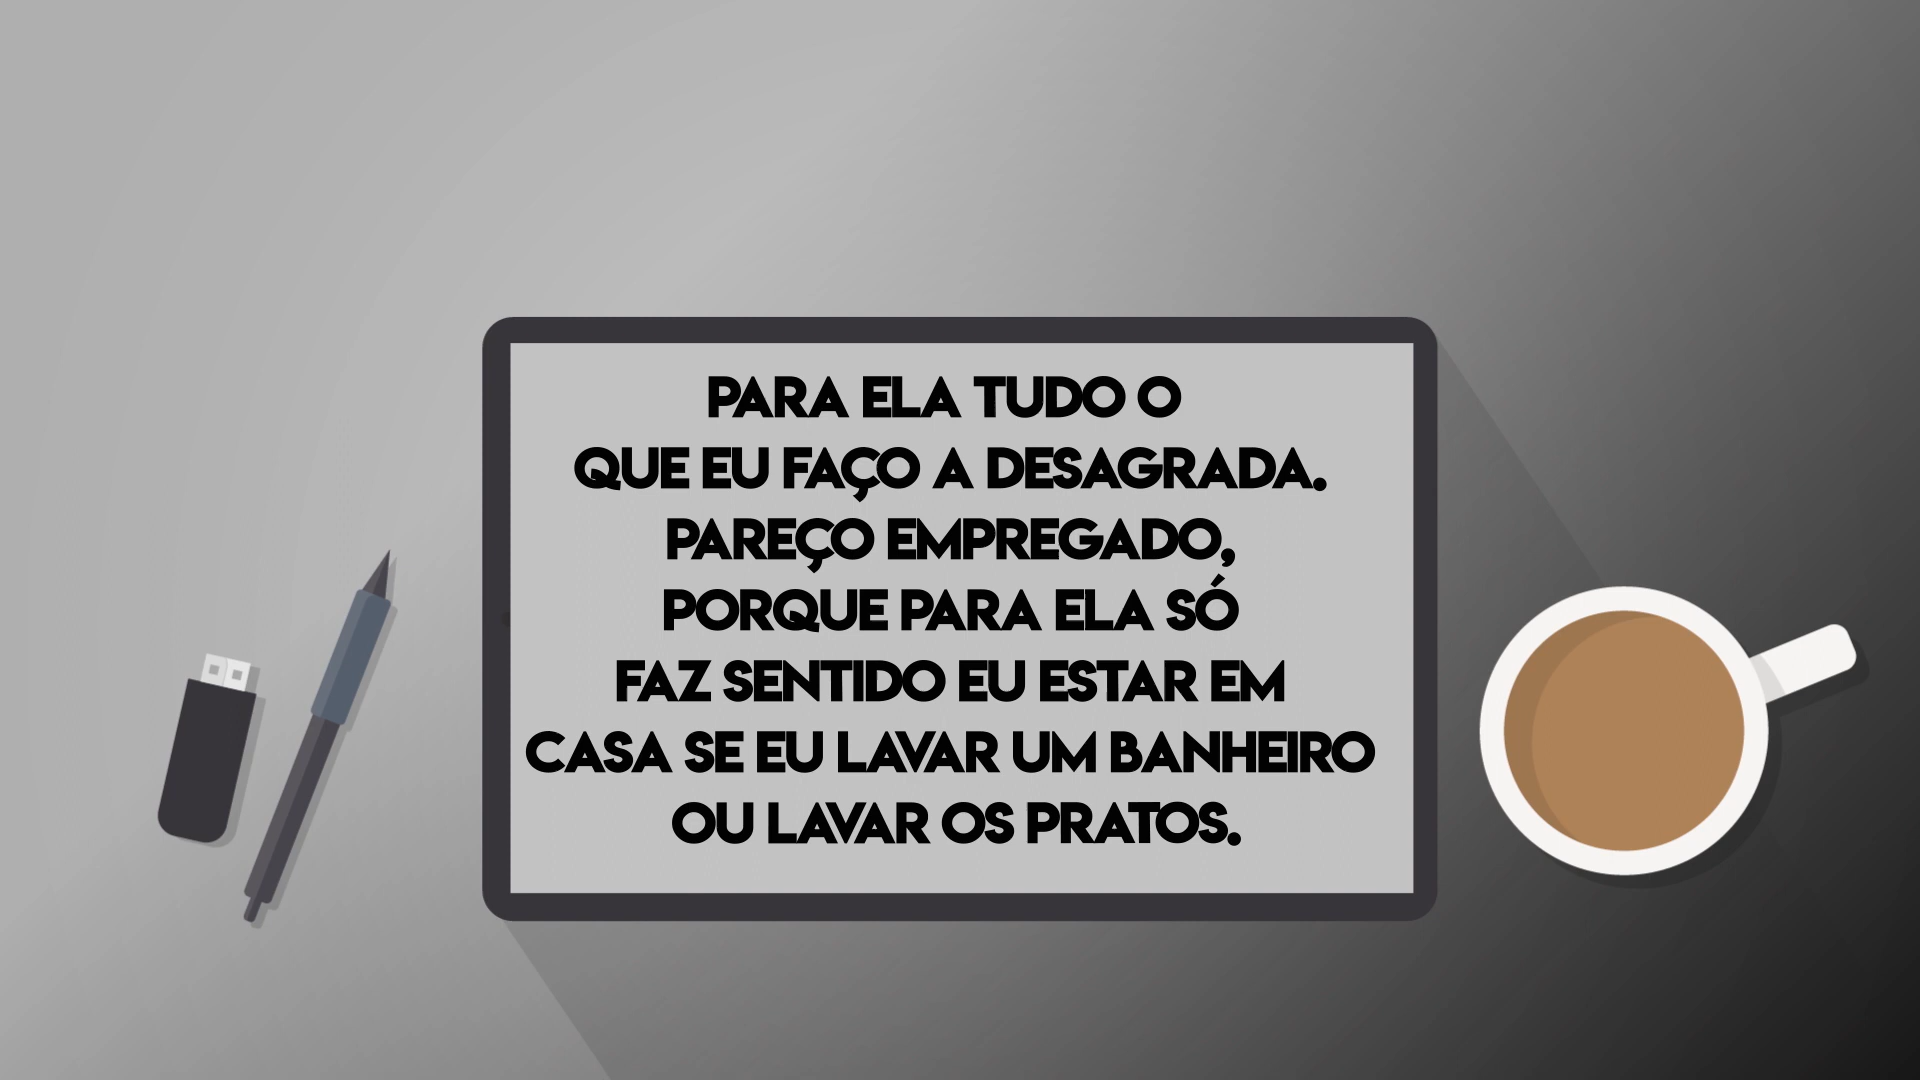 PARA ELA TUDO O
QUE EU FAÇO A DESAGRADA.
PAREÇO EMPREGADO,
PORQUE PARA ELA SÓ
FAZ SENTIDO EU ESTAR EM
CASA SE EU LAVAR UM BANHEIRO
OU LAVAR OS PRATOS.